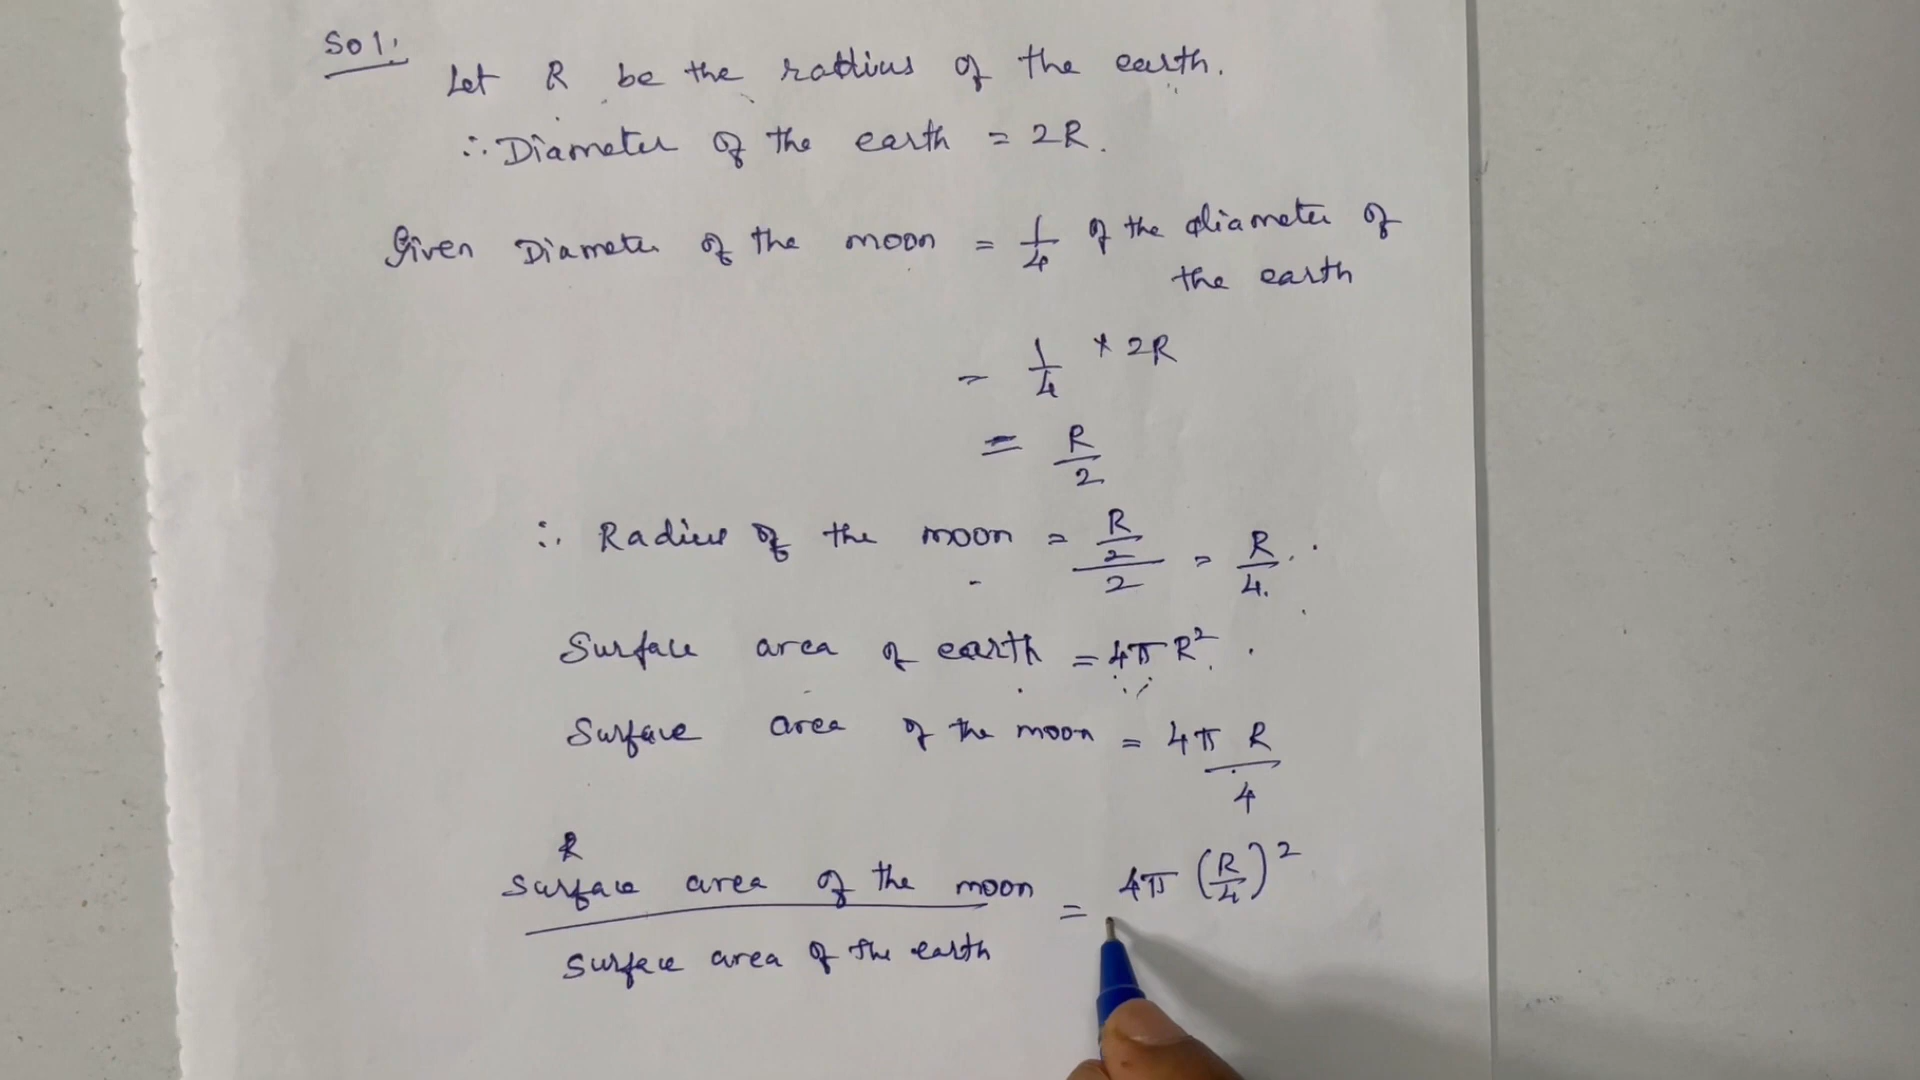 Sol:
Let R be the radius of the earth.
∴ Diameter of the earth = 2R.
Given Diameter of the moon = 1/4 of the diameter of
the earth
= 1/4 × 2R
= R/2
∴ Radius of the moon = (R/2)/2 = R/4.
Surface area of earth = 4π R².
Surface area of the moon = 4π R/4
Surface area of the moon / Surface area of the earth = 4π (R/4)²